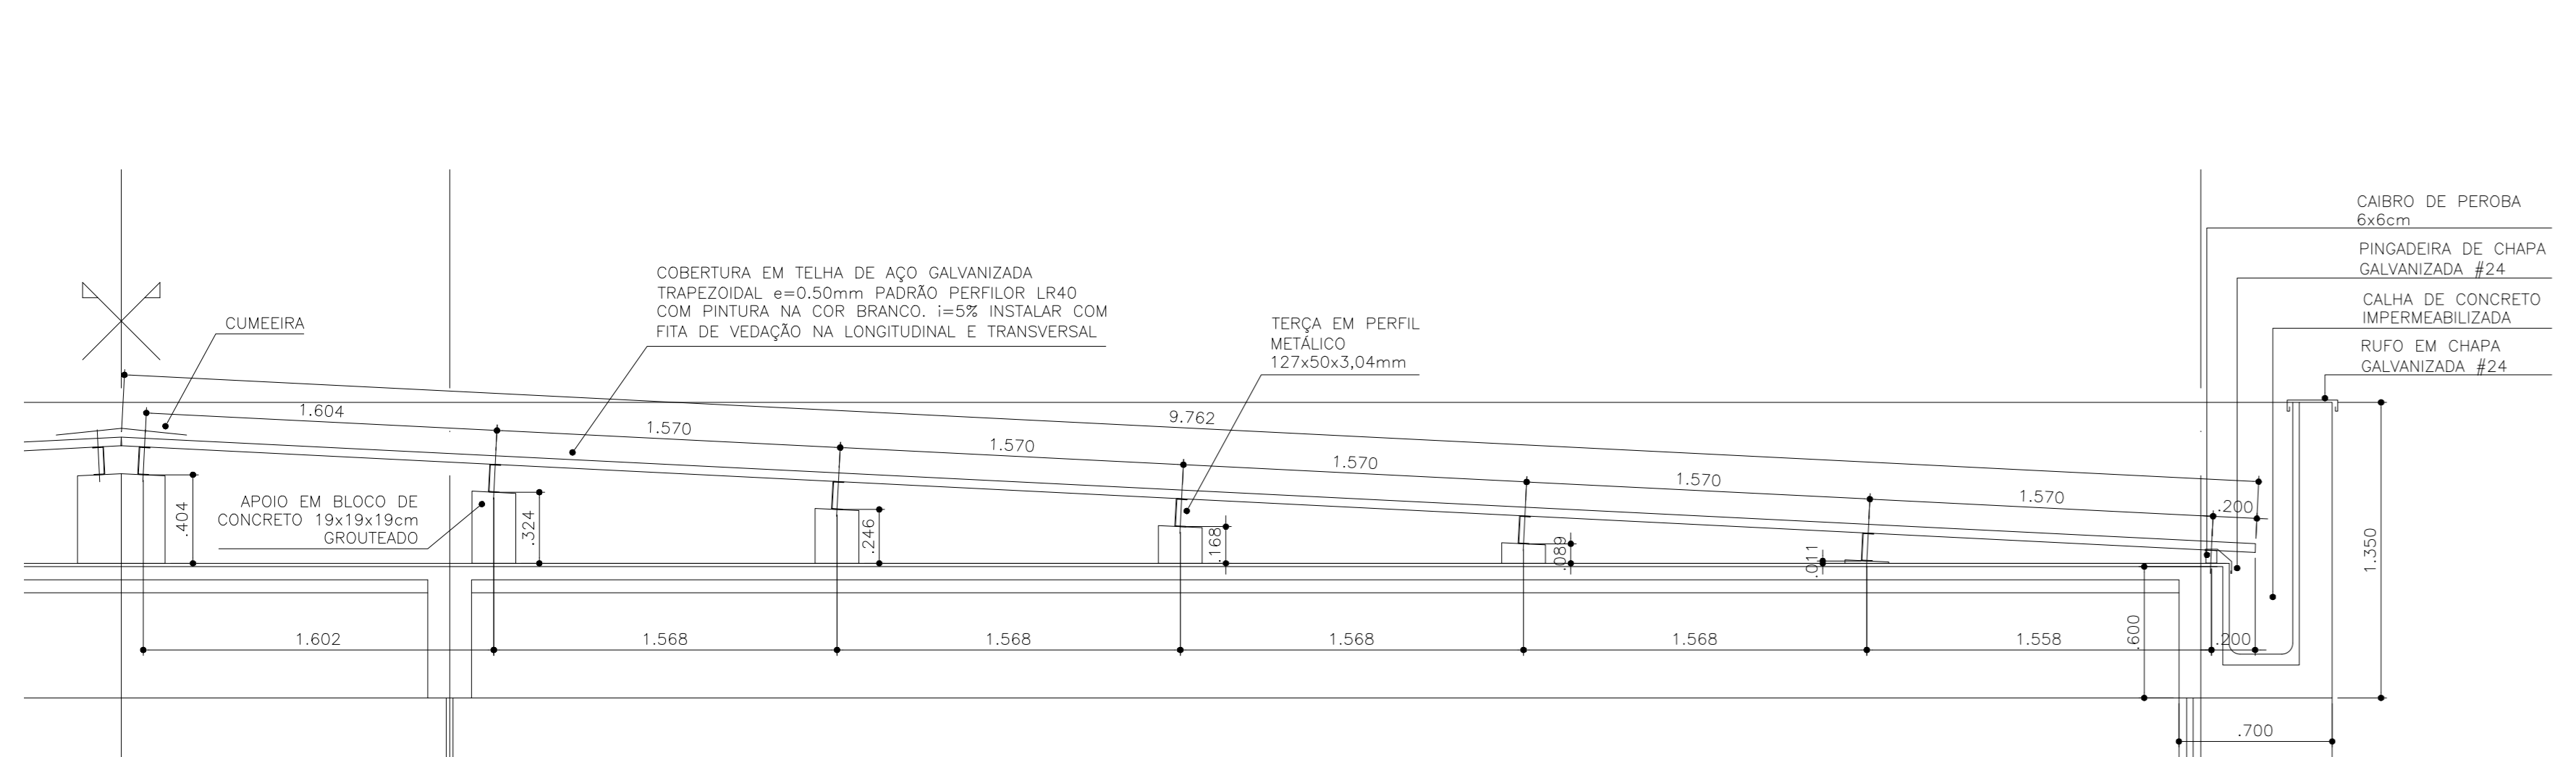 CAIBRO DE PEROBA
6x6cm
PINGADEIRA DE CHAPA
GALVANIZADA #24
CALHA DE CONCRETO
IMPERMEABILIZADA
RUFO EM CHAPA
GALVANIZADA #24
COBERTURA EM TELHA DE AÇO GALVANIZADA
TRAPEZOIDAL e=0.50mm PADRÃO PERFILOR LR40
COM PINTURA NA COR BRANCO. i=5% INSTALAR COM
FITA DE VEDAÇÃO NA LONGITUDINAL E TRANSVERSAL
CUMEEIRA
TERÇA EM PERFIL
METÁLICO
127x50x3,04mm
1.604
1.570
1.570
1.570
1.570
1.570
.200
9.762
APOIO EM BLOCO DE
CONCRETO 19x19x19cm
GROUTEADO
.404
.324
.246
.168
.089
.011
1.350
.600
1.602
1.568
1.568
1.568
1.568
1.558
.200
.700